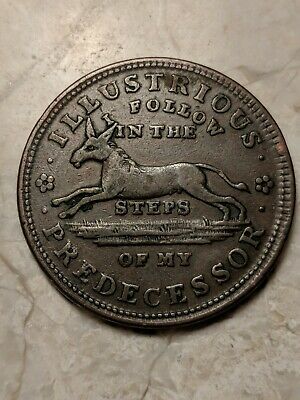 ILLUSTRIOUS
I FOLLOW
IN THE
STEPS
OF MY
PREDECESSOR